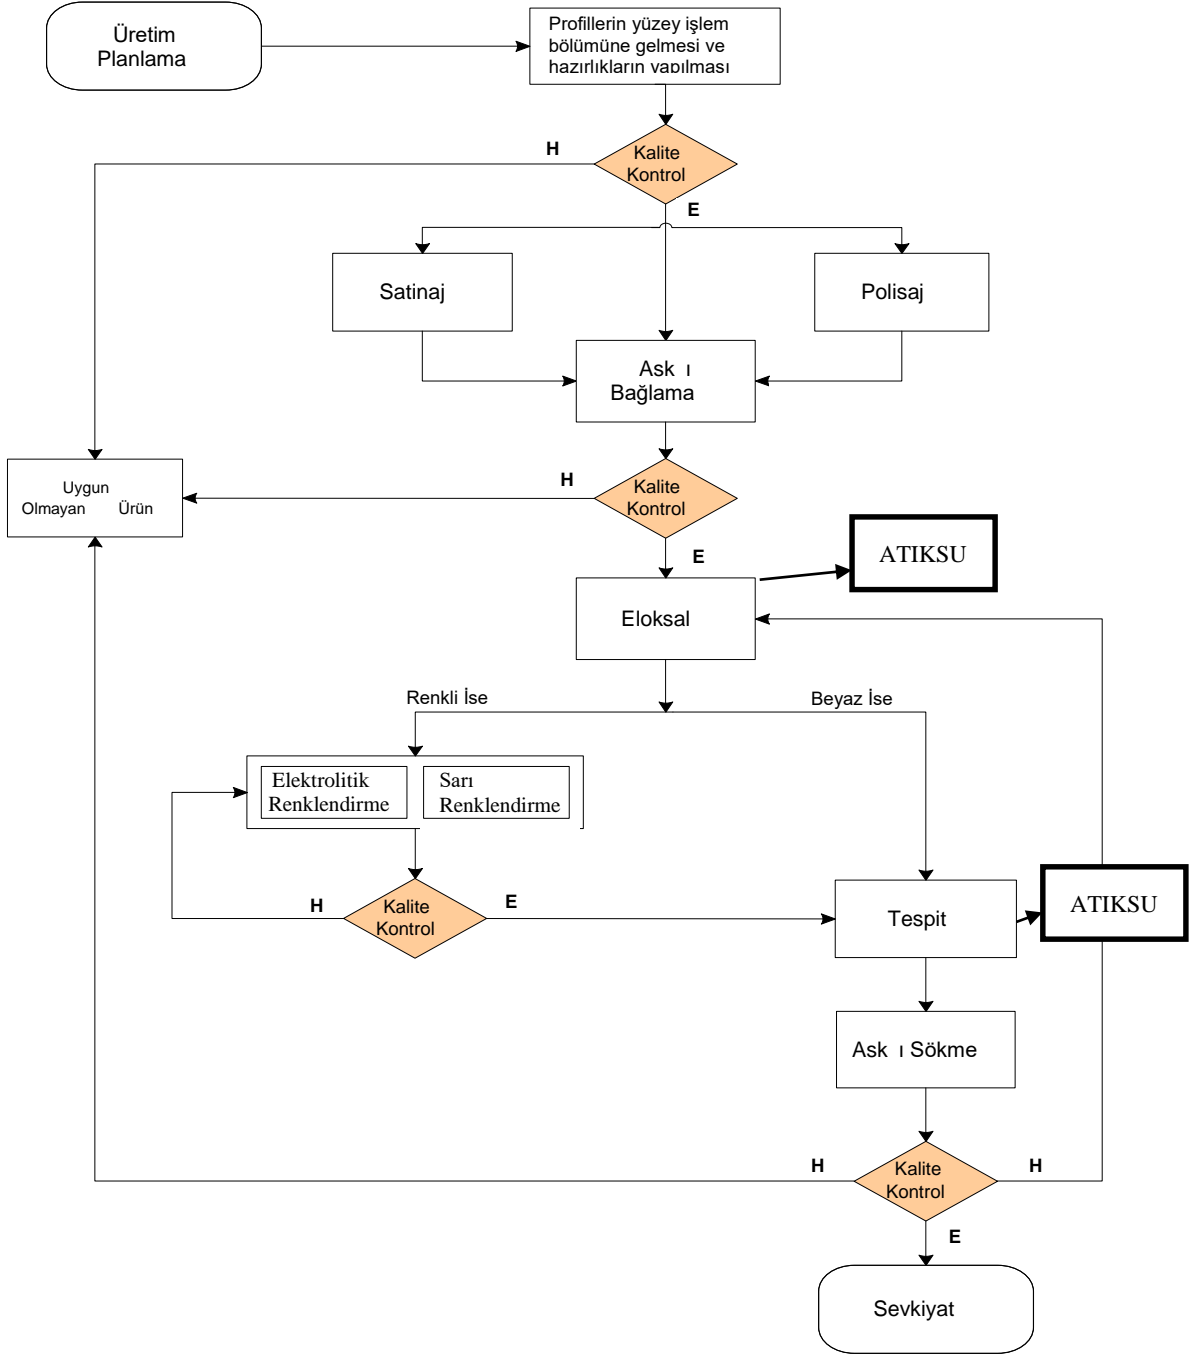 Üretim
Planlama
Profillerin yüzey işlem
bölümüne gelmesi ve
hazırlıkların yapılması
H
Kalite
Kontrol
E
Satinaj
Polisaj
Ask ı
Bağlama
Uygun
Olmayan Ürün
H
Kalite
Kontrol
E
ATIKSU
Eloksal
Renkli İse
Beyaz İse
Elektrolitik
Renklendirme
Sarı
Renklendirme
H
Kalite
Kontrol
E
Tespit
ATIKSU
Ask ı Sökme
H
Kalite
Kontrol
H
E
Sevkiyat